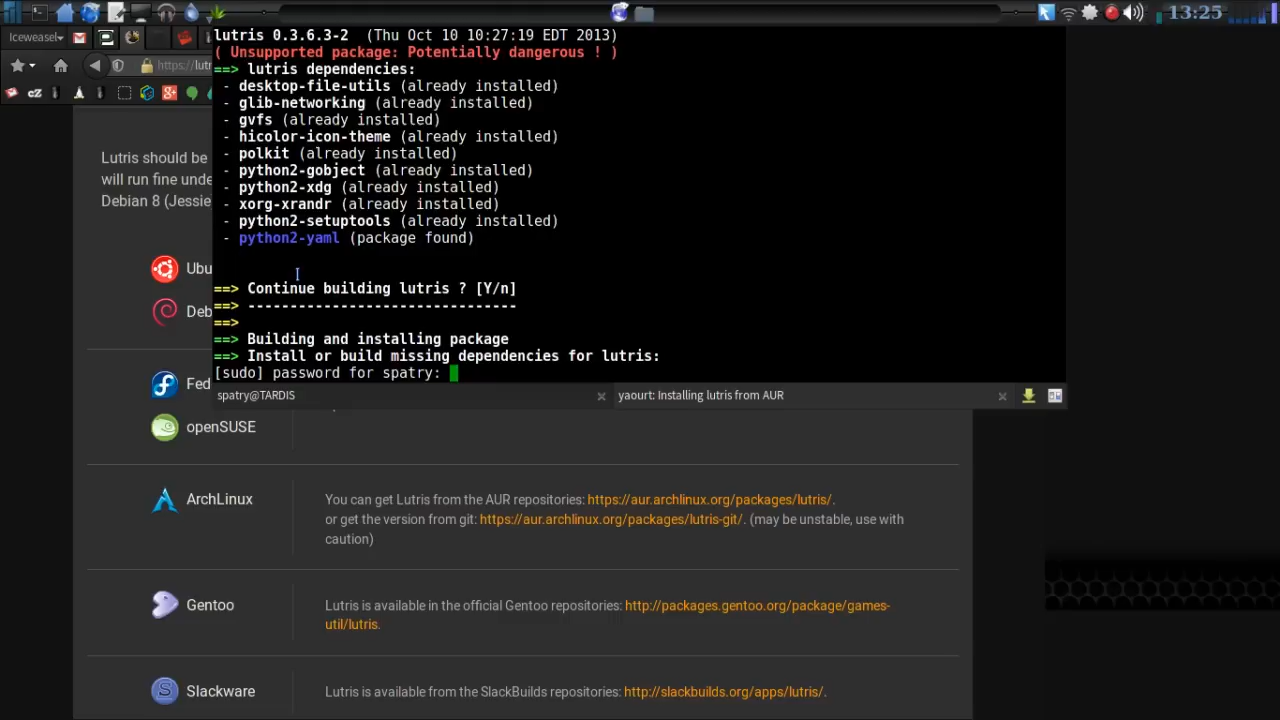 13:25
Iceweasel
https://lut
lutris 0.3.6.3-2 (Thu Oct 10 10:27:19 EDT 2013)
( Unsupported package: Potentially dangerous ! )
==> lutris dependencies:
- desktop-file-utils (already installed)
- glib-networking (already installed)
- gvfs (already installed)
- hicolor-icon-theme (already installed)
- polkit (already installed)
- python2-gobject (already installed)
- python2-xdg (already installed)
- xorg-xrandr (already installed)
- python2-setuptools (already installed)
- python2-yaml (package found)
==> Continue building lutris ? [Y/n]
==> --------------------------------
==>
==> Building and installing package
==> Install or build missing dependencies for lutris:
[sudo] password for spatry:
spatry@TARDIS
yaourt: Installing lutris from AUR
cZ
Lutris should be
will run fine unde
Debian 8 (Jessie
Ubu
Deb
Fed
openSUSE
ArchLinux
You can get Lutris from the AUR repositories: https://aur.archlinux.org/packages/lutris/.
or get the version from git: https://aur.archlinux.org/packages/lutris-git/. (may be unstable, use with
caution)
Gentoo
Lutris is available in the official Gentoo repositories: http://packages.gentoo.org/package/games-
util/lutris.
Slackware
Lutris is available from the SlackBuilds repositories: http://slackbuilds.org/apps/lutris/.